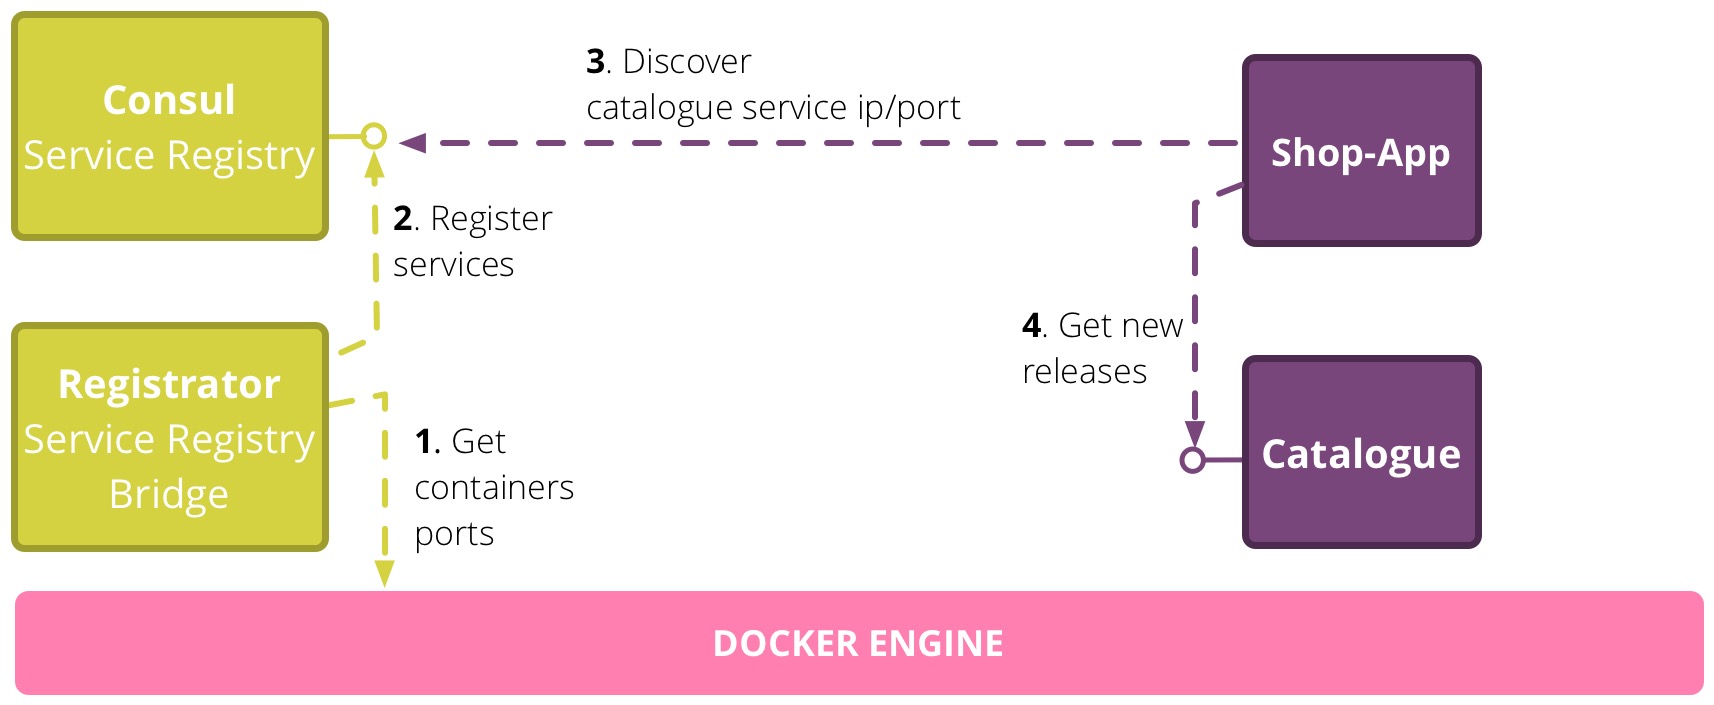 Consul
Service Registry
3. Discover
catalogue service ip/port
Shop-App
2. Register
services
4. Get new
releases
Registrator
Service Registry
Bridge
1. Get
containers
ports
Catalogue
DOCKER ENGINE